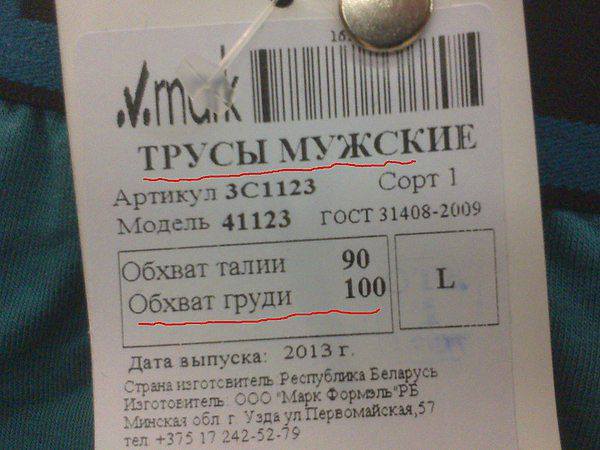 mark
ТРУСЫ МУЖСКИЕ
Артикул 3С1123 Сорт 1
Модель 41123 ГОСТ 31408-2009
Обхват талии 90
Обхват груди 100
L
Дата выпуска: 2013 г.
Страна изготовитель Республика Беларусь
Изготовитель: ООО "Марк Формэль"РБ
Минская обл. г. Узда ул.Первомайская,57
тел. +375 17 242-52-79